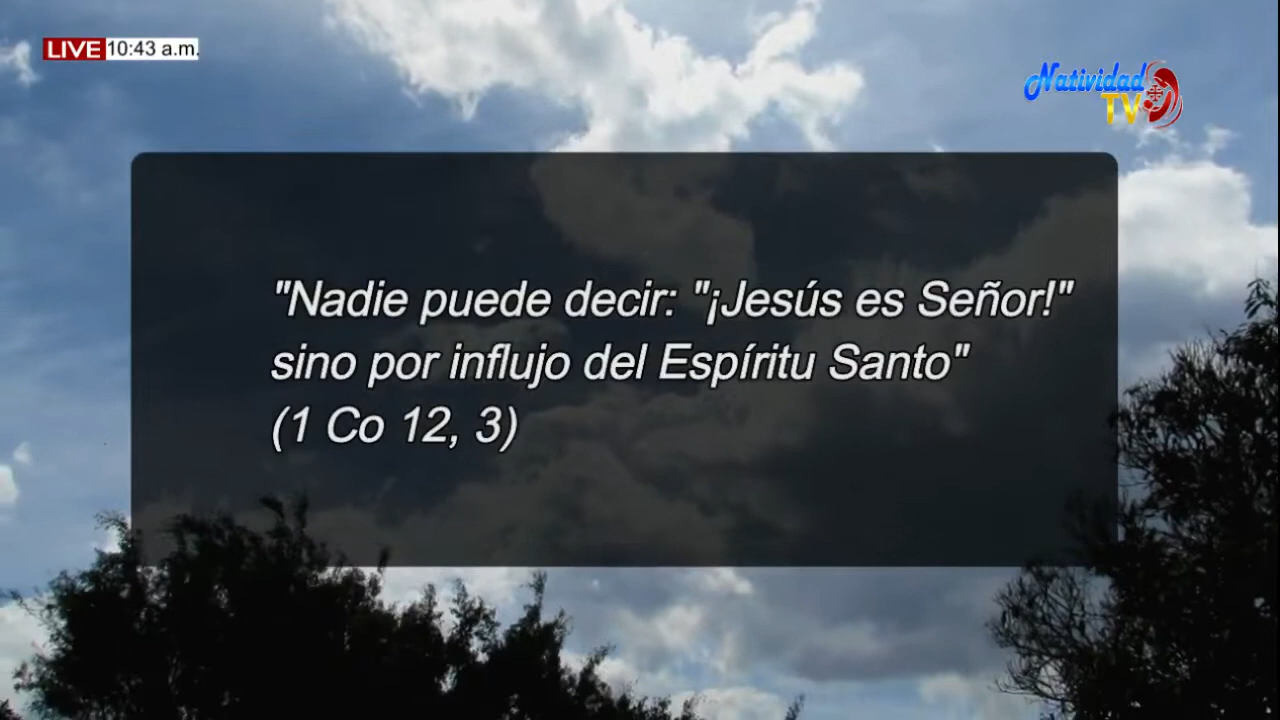 LIVE 10:43 a.m.
Natividad
TV
"Nadie puede decir: "¡Jesús es Señor!"
sino por influjo del Espíritu Santo"
(1 Co 12, 3)